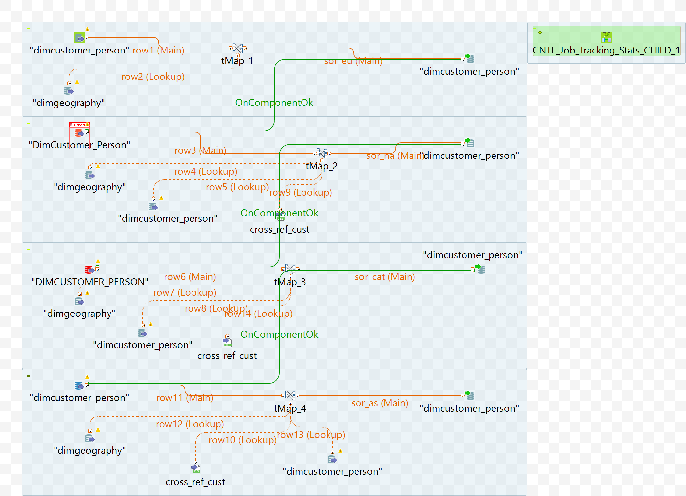 "dimcustomer_person"
row1 (Main)
tMap_1
sor_eu (Main)
"dimcustomer_person"
CNTL_Job_Tracking_Stats_CHILD_1
row2 (Lookup)
"dimgeography"
OnComponentOk
"DimCustomer_Person"
row3 (Main)
tMap_2
sor_na (Main)
"dimcustomer_person"
row4 (Lookup)
"dimgeography"
row5 (Lookup)
row9 (Lookup)
"dimcustomer_person"
OnComponentOk
cross_ref_cust
"dimcustomer_person"
"DIMCUSTOMER_PERSON"
row6 (Main)
tMap_3
sor_cat (Main)
row7 (Lookup)
"dimgeography"
row8 (Lookup)
row14 (Lookup)
"dimcustomer_person"
OnComponentOk
cross_ref_cust
"dimcustomer_person"
row11 (Main)
tMap_4
sor_as (Main)
"dimcustomer_person"
row12 (Lookup)
"dimgeography"
row10 (Lookup)
row13 (Lookup)
"dimcustomer_person"
cross_ref_cust